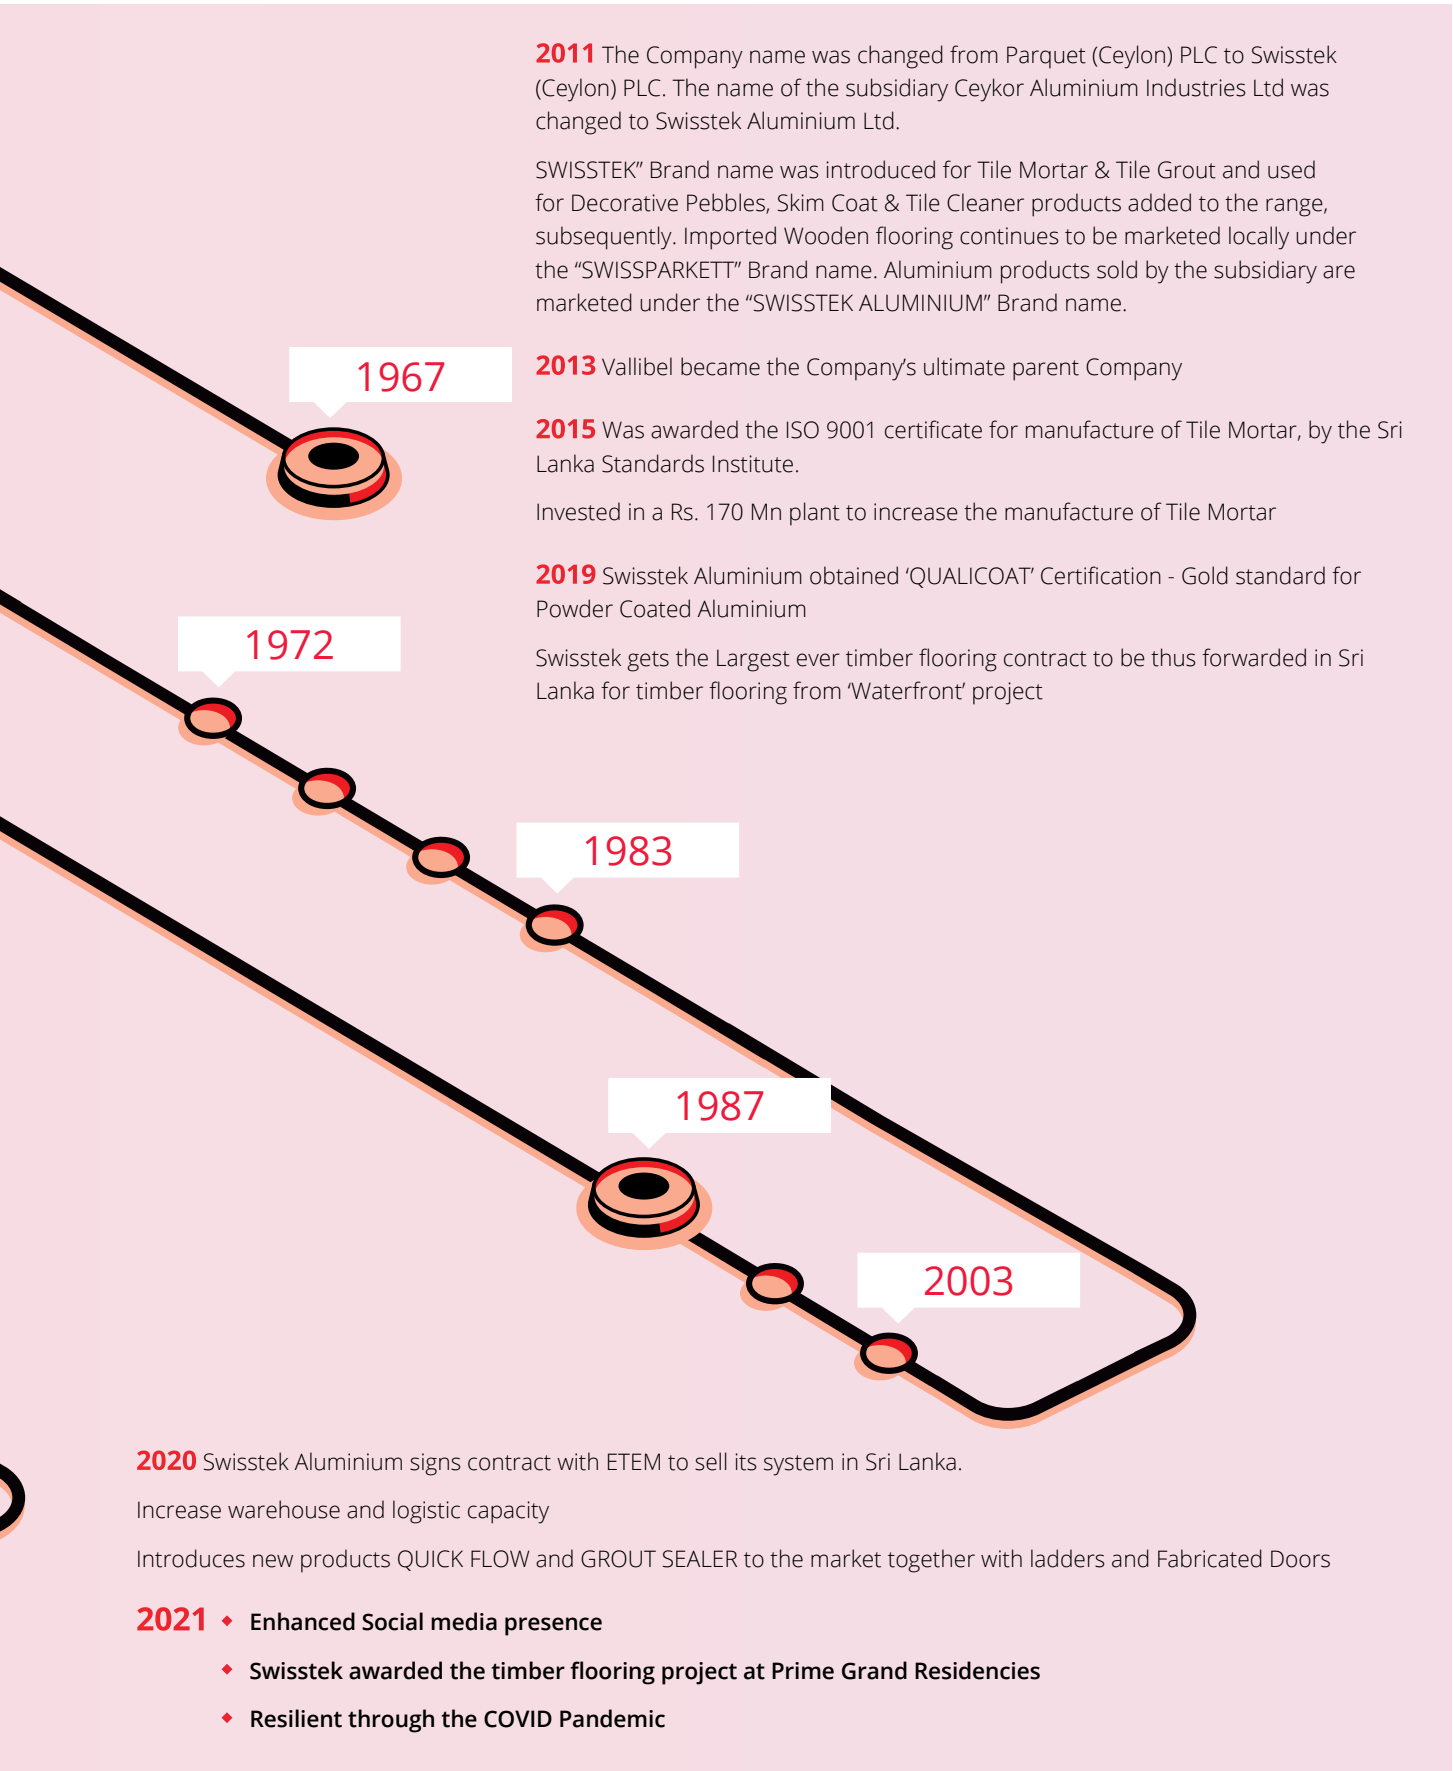 2011 The Company name was changed from Parquet (Ceylon) PLC to Swisstek
(Ceylon) PLC. The name of the subsidiary Ceykor Aluminium Industries Ltd was
changed to Swisstek Aluminium Ltd.
SWISSTEK” Brand name was introduced for Tile Mortar & Tile Grout and used
for Decorative Pebbles, Skim Coat & Tile Cleaner products added to the range,
subsequently. Imported Wooden flooring continues to be marketed locally under
the “SWISSPARKETT” Brand name. Aluminium products sold by the subsidiary are
marketed under the “SWISSTEK ALUMINIUM” Brand name.
2013 Vallibel became the Company’s ultimate parent Company
2015 Was awarded the ISO 9001 certificate for manufacture of Tile Mortar, by the Sri
Lanka Standards Institute.
Invested in a Rs. 170 Mn plant to increase the manufacture of Tile Mortar
2019 Swisstek Aluminium obtained ‘QUALICOAT’ Certification - Gold standard for
Powder Coated Aluminium
Swisstek gets the Largest ever timber flooring contract to be thus forwarded in Sri
Lanka for timber flooring from ‘Waterfront’ project
1967
1972
1983
1987
2003
2020 Swisstek Aluminium signs contract with ETEM to sell its system in Sri Lanka.
Increase warehouse and logistic capacity
Introduces new products QUICK FLOW and GROUT SEALER to the market together with ladders and Fabricated Doors
2021 ◆ Enhanced Social media presence
◆ Swisstek awarded the timber flooring project at Prime Grand Residencies
◆ Resilient through the COVID Pandemic